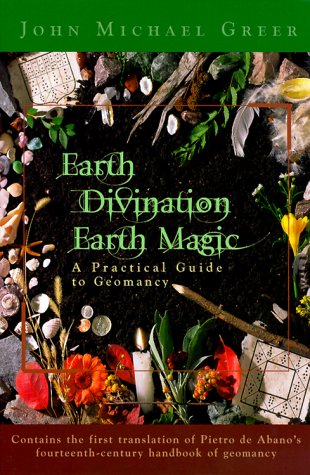 JOHN MICHAEL GREER
Earth
Divination
Earth Magic
A Practical Guide
to Geomancy
Contains the first translation of Pietro de Abano's
fourteenth-century handbook of geomancy